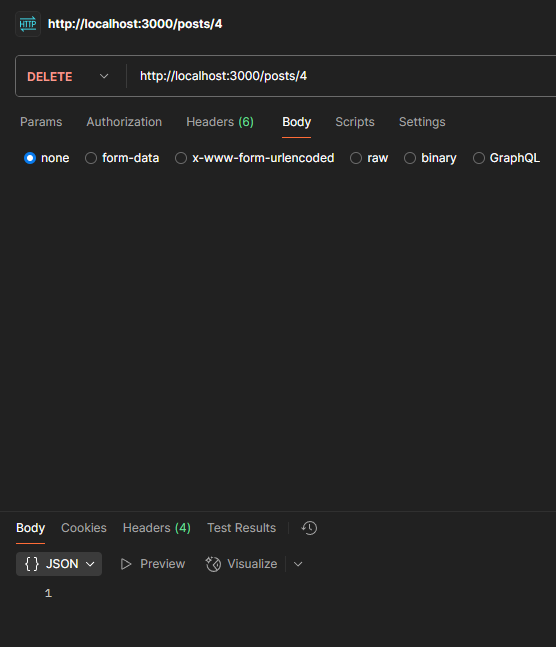 HTTP http://localhost:3000/posts/4
DELETE http://localhost:3000/posts/4
Params Authorization Headers (6) Body Scripts Settings
none form-data x-www-form-urlencoded raw binary GraphQL
Body Cookies Headers (4) Test Results
{ } JSON Preview Visualize
1